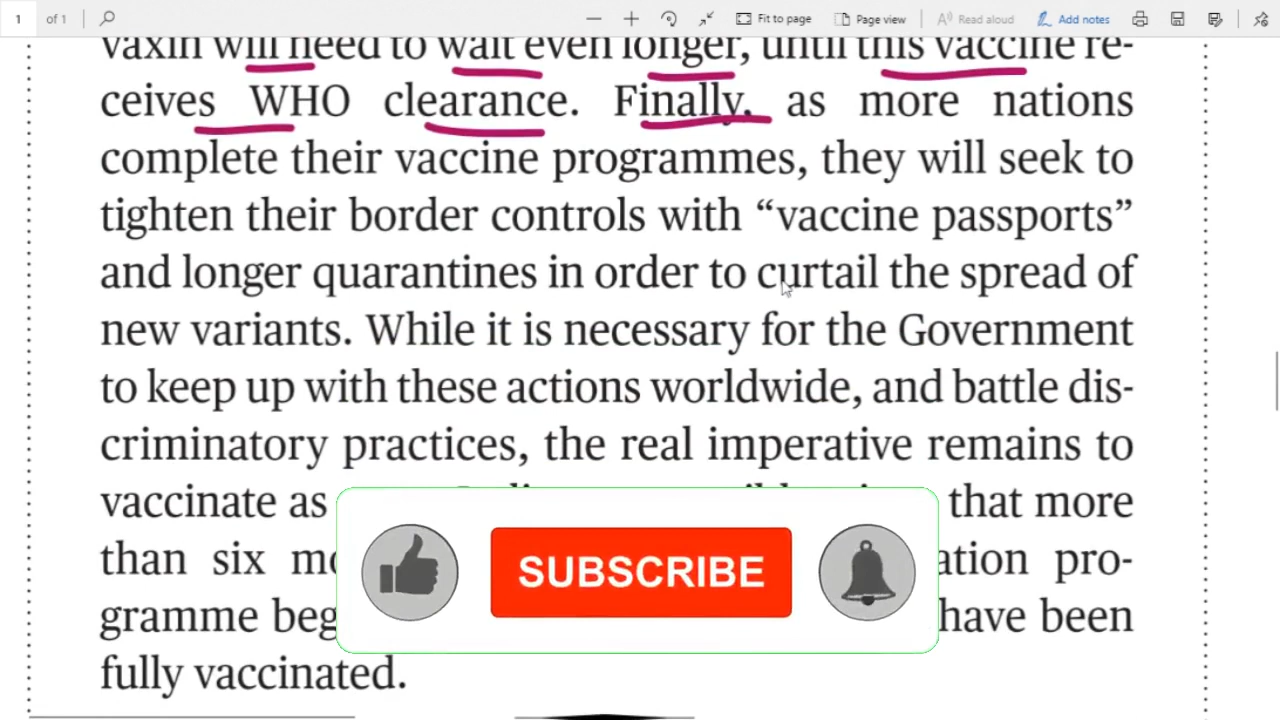 1 of 1 Fit to page Page view A Read aloud Add notes
vaxin will need to wait even longer, until this vaccine re-
ceives WHO clearance. Finally, as more nations
complete their vaccine programmes, they will seek to
tighten their border controls with “vaccine passports”
and longer quarantines in order to curtail the spread of
new variants. While it is necessary for the Government
to keep up with these actions worldwide, and battle dis-
criminatory practices, the real imperative remains to
vaccinate as that more
than six
SUBSCRIBE
ation pro-
gramme have been
fully vaccinated.